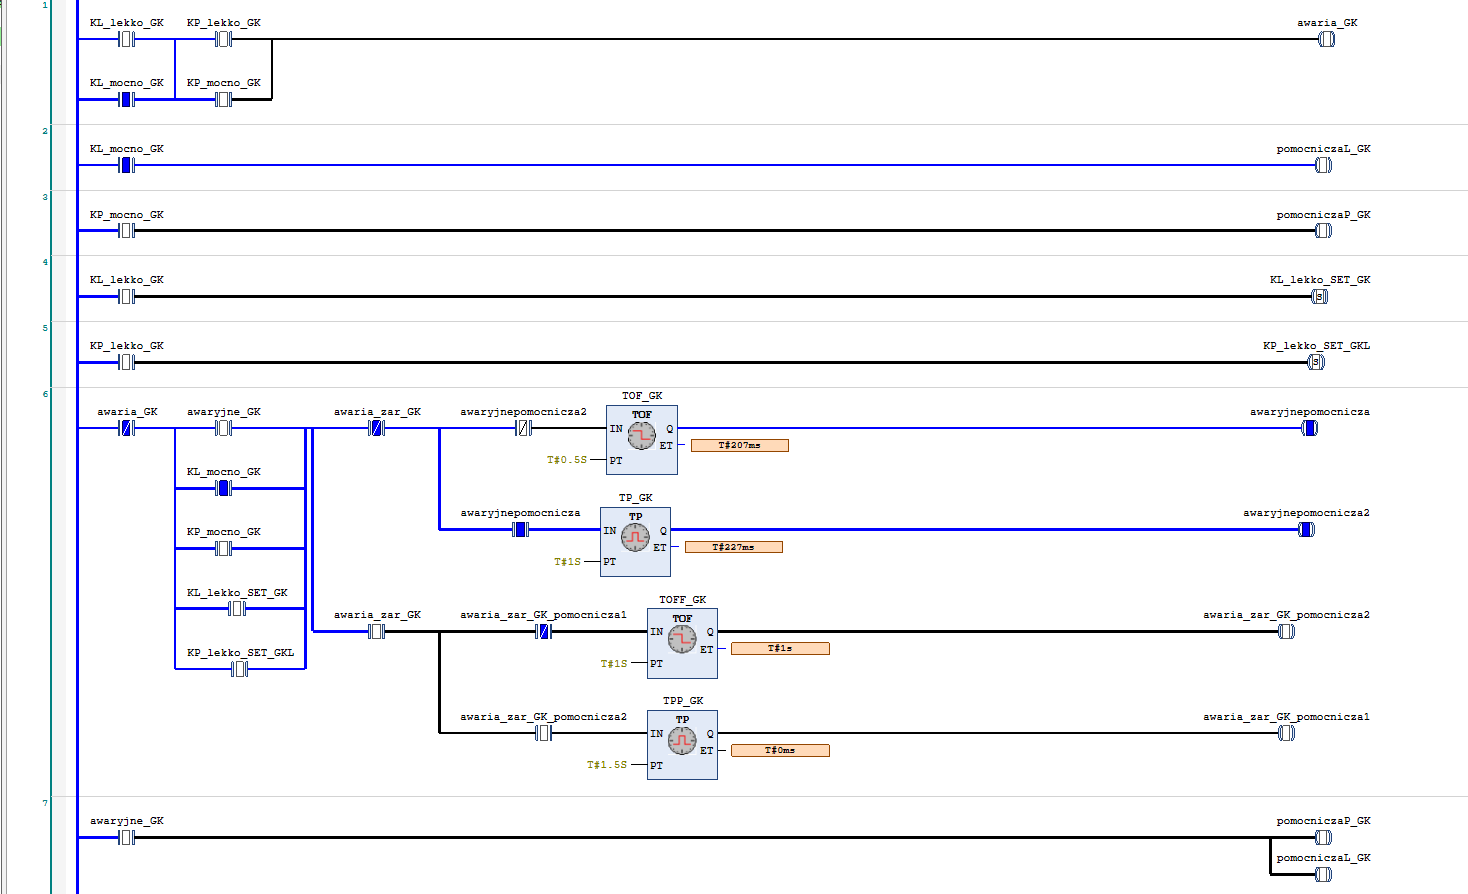 1
KL_lekko_GK KP_lekko_GK awaria_GK
KL_mocno_GK KP_mocno_GK
2
KL_mocno_GK pomocniczaL_GK
3
KP_mocno_GK pomocniczaP_GK
4
KL_lekko_GK KL_lekko_SET_GK
S
5
KP_lekko_GK KP_lekko_SET_GKL
S
6
TOF_GK
awaria_GK awaryjne_GK awaria_zar_GK awaryjnepomocnicza2 TOF awaryjnepomocnicza
IN Q
ET T#207ms
T#0.5S PT
KL_mocno_GK
TP_GK
awaryjnepomocnicza TP awaryjnepomocnicza2
KP_mocno_GK IN Q
ET T#227ms
T#1S PT
KL_lekko_SET_GK
TOFF_GK
awaria_zar_GK awaria_zar_GK_pomocnicza1 TOF awaria_zar_GK_pomocnicza2
IN Q
ET T#1s
KP_lekko_SET_GKL
T#1S PT
TPP_GK
awaria_zar_GK_pomocnicza2 TP awaria_zar_GK_pomocnicza1
IN Q
ET T#0ms
T#1.5S PT
7
awaryjne_GK pomocniczaP_GK
pomocniczaL_GK